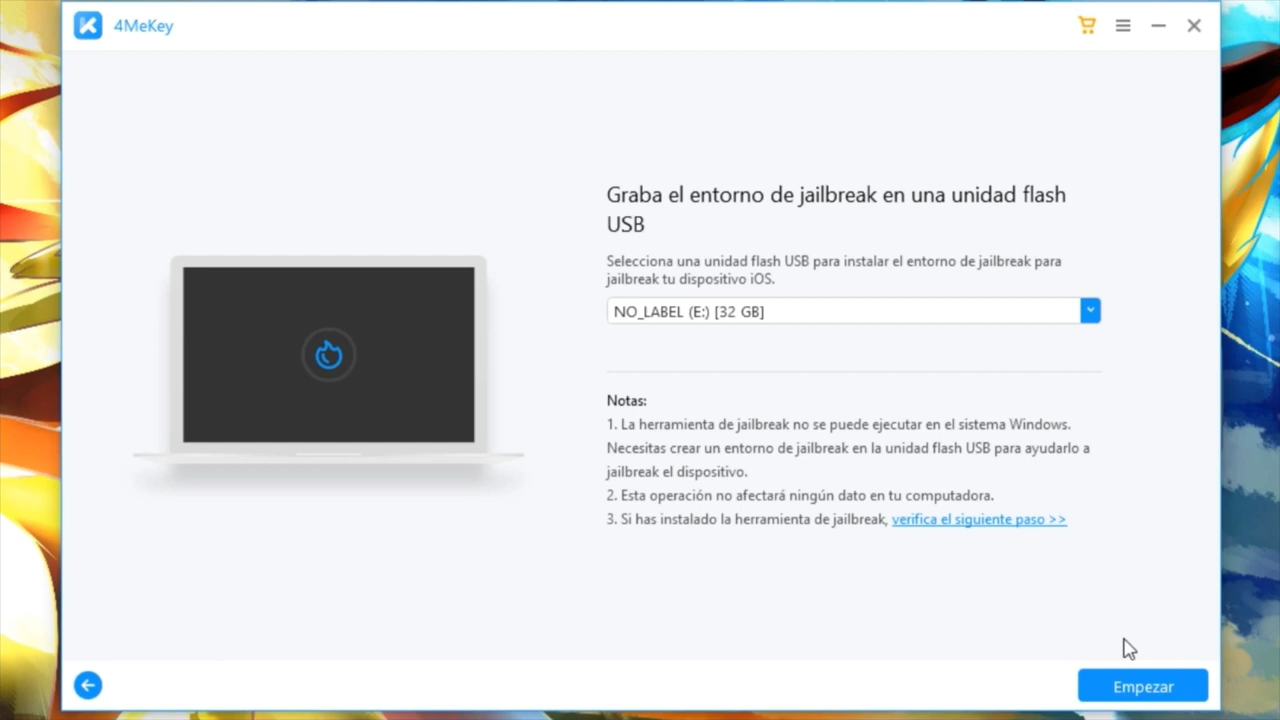 4MeKey
Graba el entorno de jailbreak en una unidad flash
USB
Selecciona una unidad flash USB para instalar el entorno de jailbreak para
jailbreak tu dispositivo iOS.
NO_LABEL (E:) [32 GB]
Notas:
1. La herramienta de jailbreak no se puede ejecutar en el sistema Windows.
Necesitas crear un entorno de jailbreak en la unidad flash USB para ayudarlo a
jailbreak el dispositivo.
2. Esta operación no afectará ningún dato en tu computadora.
3. Si has instalado la herramienta de jailbreak, verifica el siguiente paso >>
Empezar